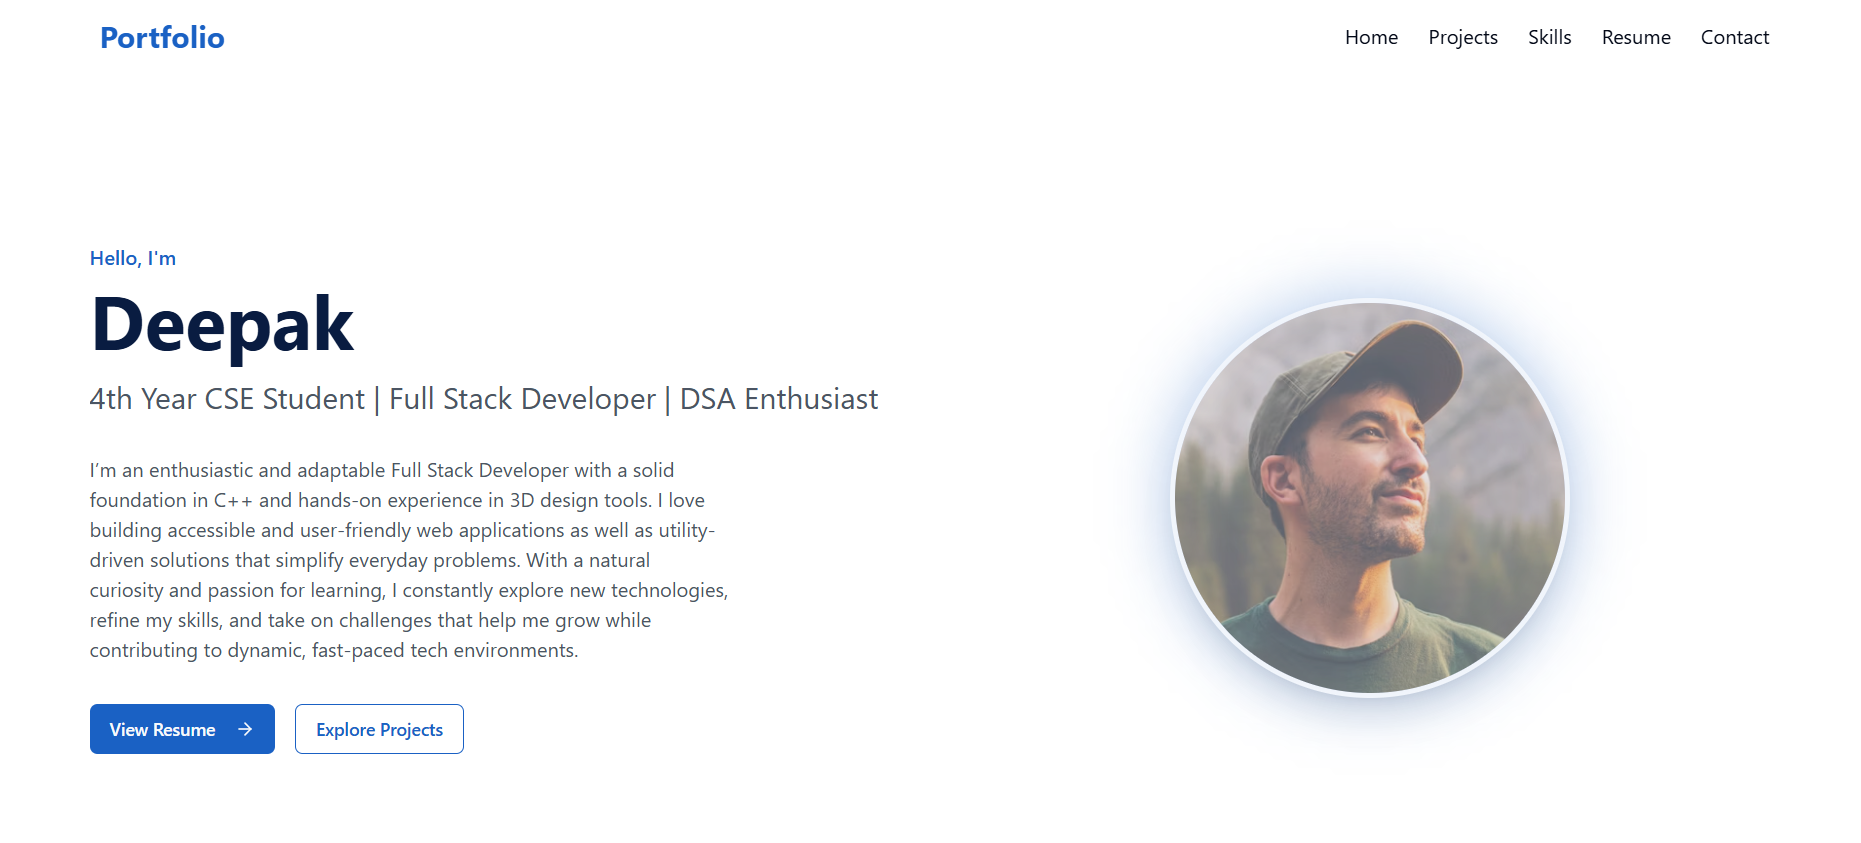 Portfolio
Home Projects Skills Resume Contact
Hello, I'm
Deepak
4th Year CSE Student | Full Stack Developer | DSA Enthusiast
I’m an enthusiastic and adaptable Full Stack Developer with a solid
foundation in C++ and hands-on experience in 3D design tools. I love
building accessible and user-friendly web applications as well as utility-
driven solutions that simplify everyday problems. With a natural
curiosity and passion for learning, I constantly explore new technologies,
refine my skills, and take on challenges that help me grow while
contributing to dynamic, fast-paced tech environments.
View Resume →
Explore Projects